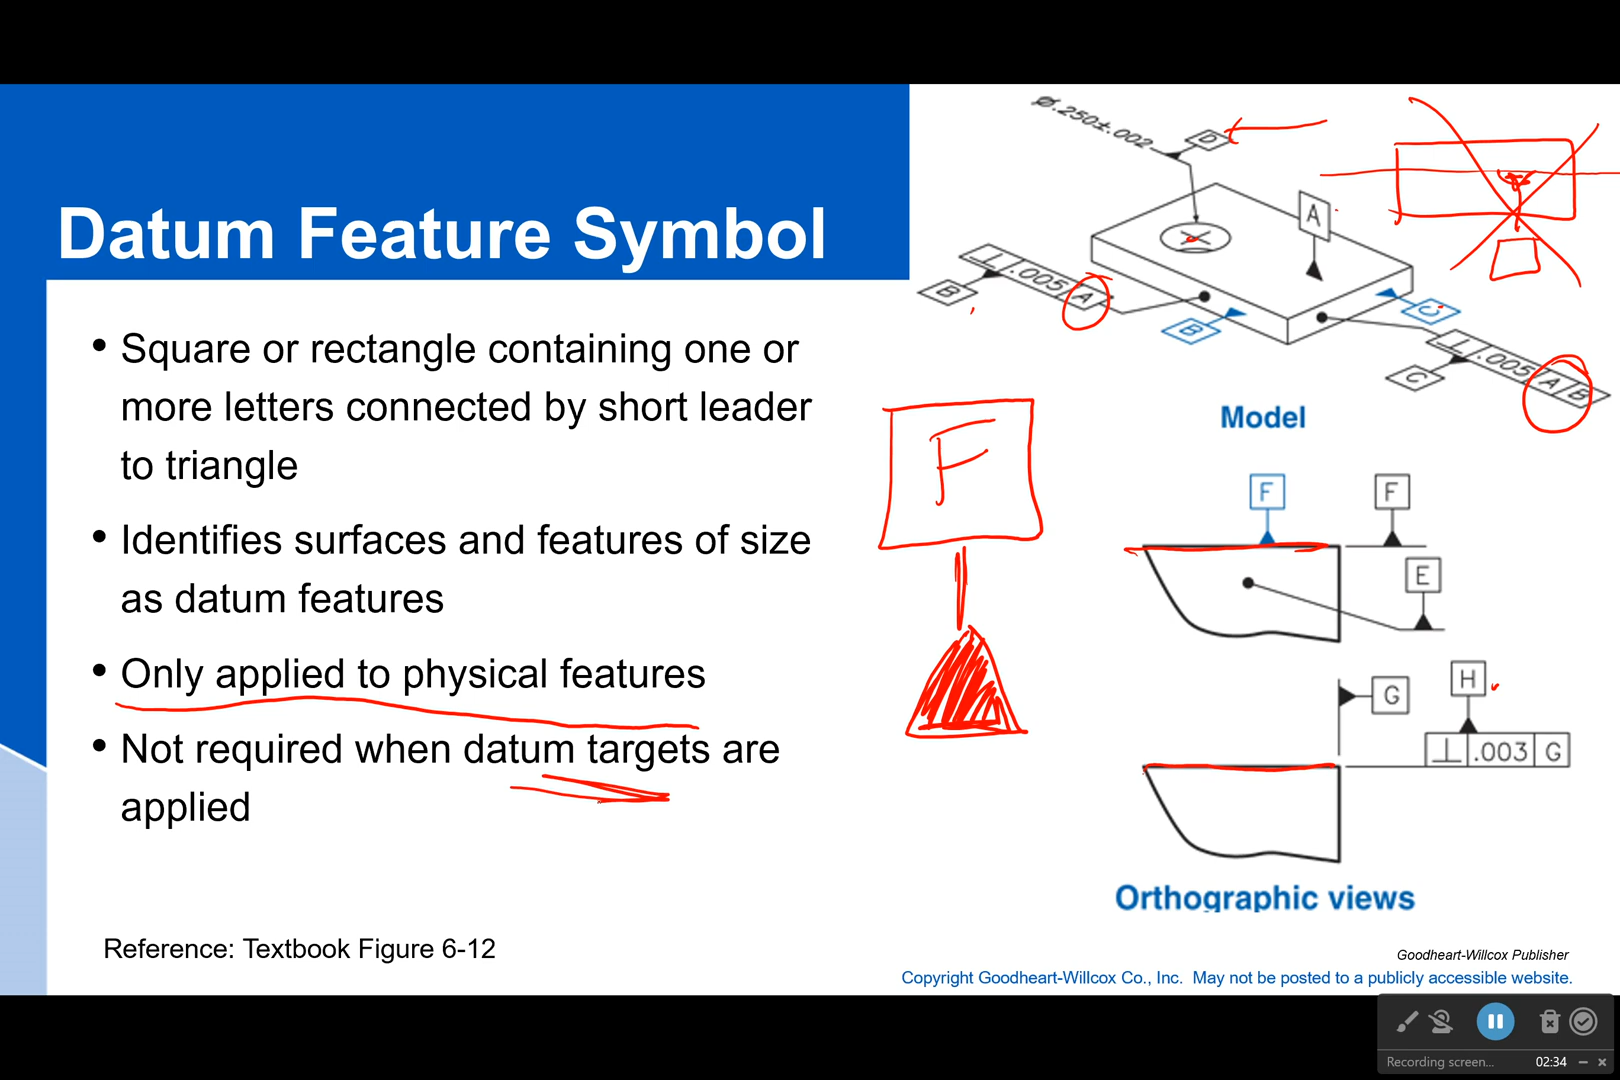 Datum Feature Symbol
• Square or rectangle containing one or
more letters connected by short leader
to triangle
• Identifies surfaces and features of size
as datum features
• Only applied to physical features
• Not required when datum targets are
applied
Reference: Textbook Figure 6-12
Ø.250±.002
D
A
⊥ .005 A
B
B
C
⊥ .005 A B
C
Model
F
F
F
E
G
H
⊥ .003 G
Orthographic views
Goodheart-Willcox Publisher
Copyright Goodheart-Willcox Co., Inc. May not be posted to a publicly accessible website.
Recording screen... 02:34